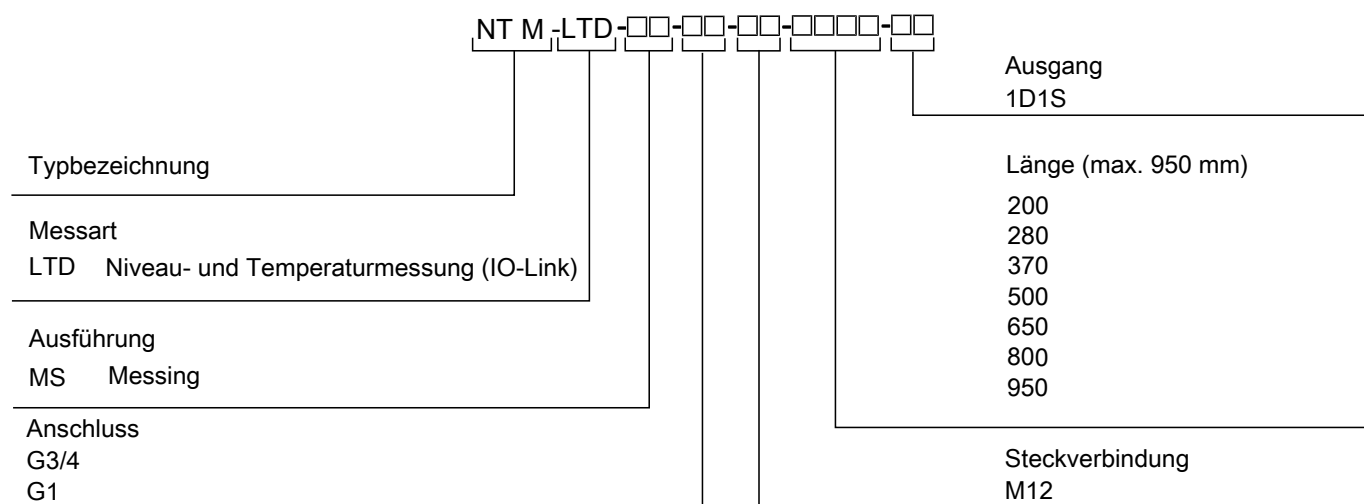 NT M -LTD-□□-□□-□□-□□□□-□□
Typbezeichnung
Messart
LTD Niveau- und Temperaturmessung (IO-Link)
Ausführung
MS Messing
Anschluss
G3/4
G1
Ausgang
1D1S
Länge (max. 950 mm)
200
280
370
500
650
800
950
Steckverbindung
M12